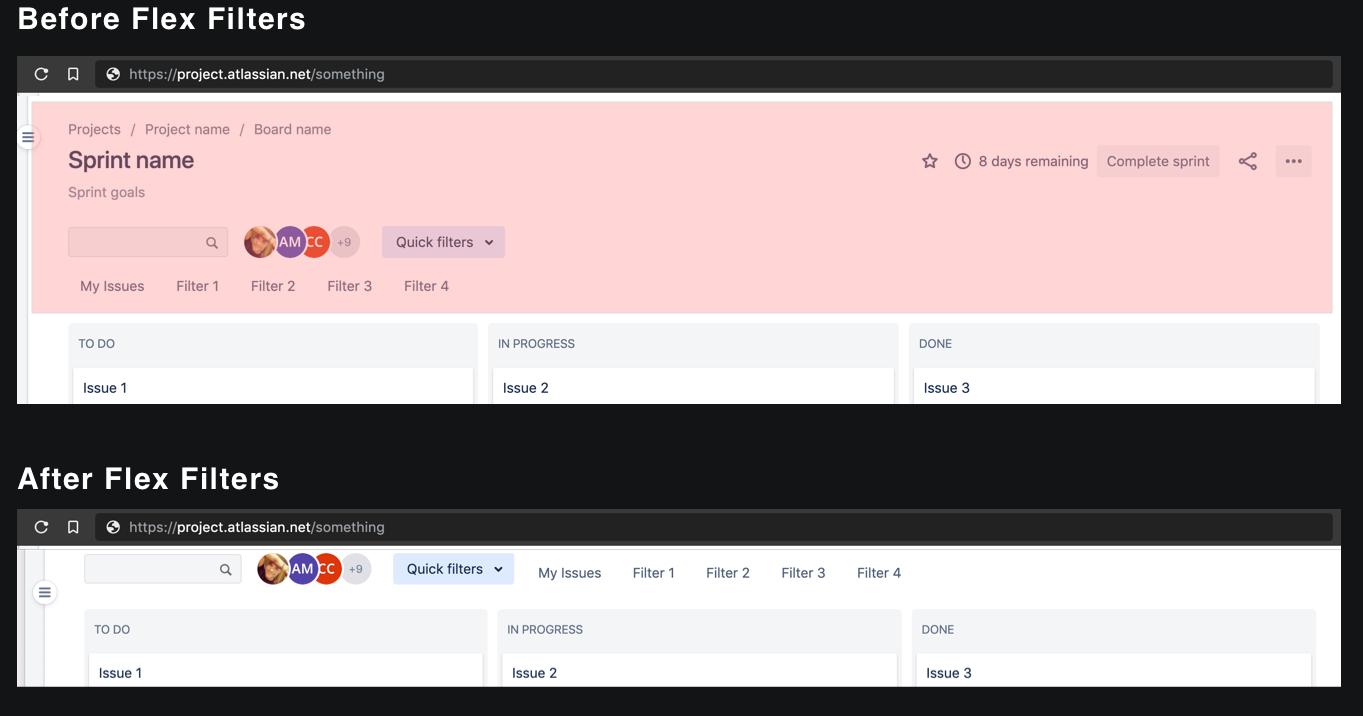 Before Flex Filters
https://project.atlassian.net/something
Projects / Project name / Board name
Sprint name
8 days remaining Complete sprint
Sprint goals
AM CC +9 Quick filters
My Issues Filter 1 Filter 2 Filter 3 Filter 4
TO DO IN PROGRESS DONE
Issue 1 Issue 2 Issue 3
After Flex Filters
https://project.atlassian.net/something
AM CC +9 Quick filters My Issues Filter 1 Filter 2 Filter 3 Filter 4
TO DO IN PROGRESS DONE
Issue 1 Issue 2 Issue 3